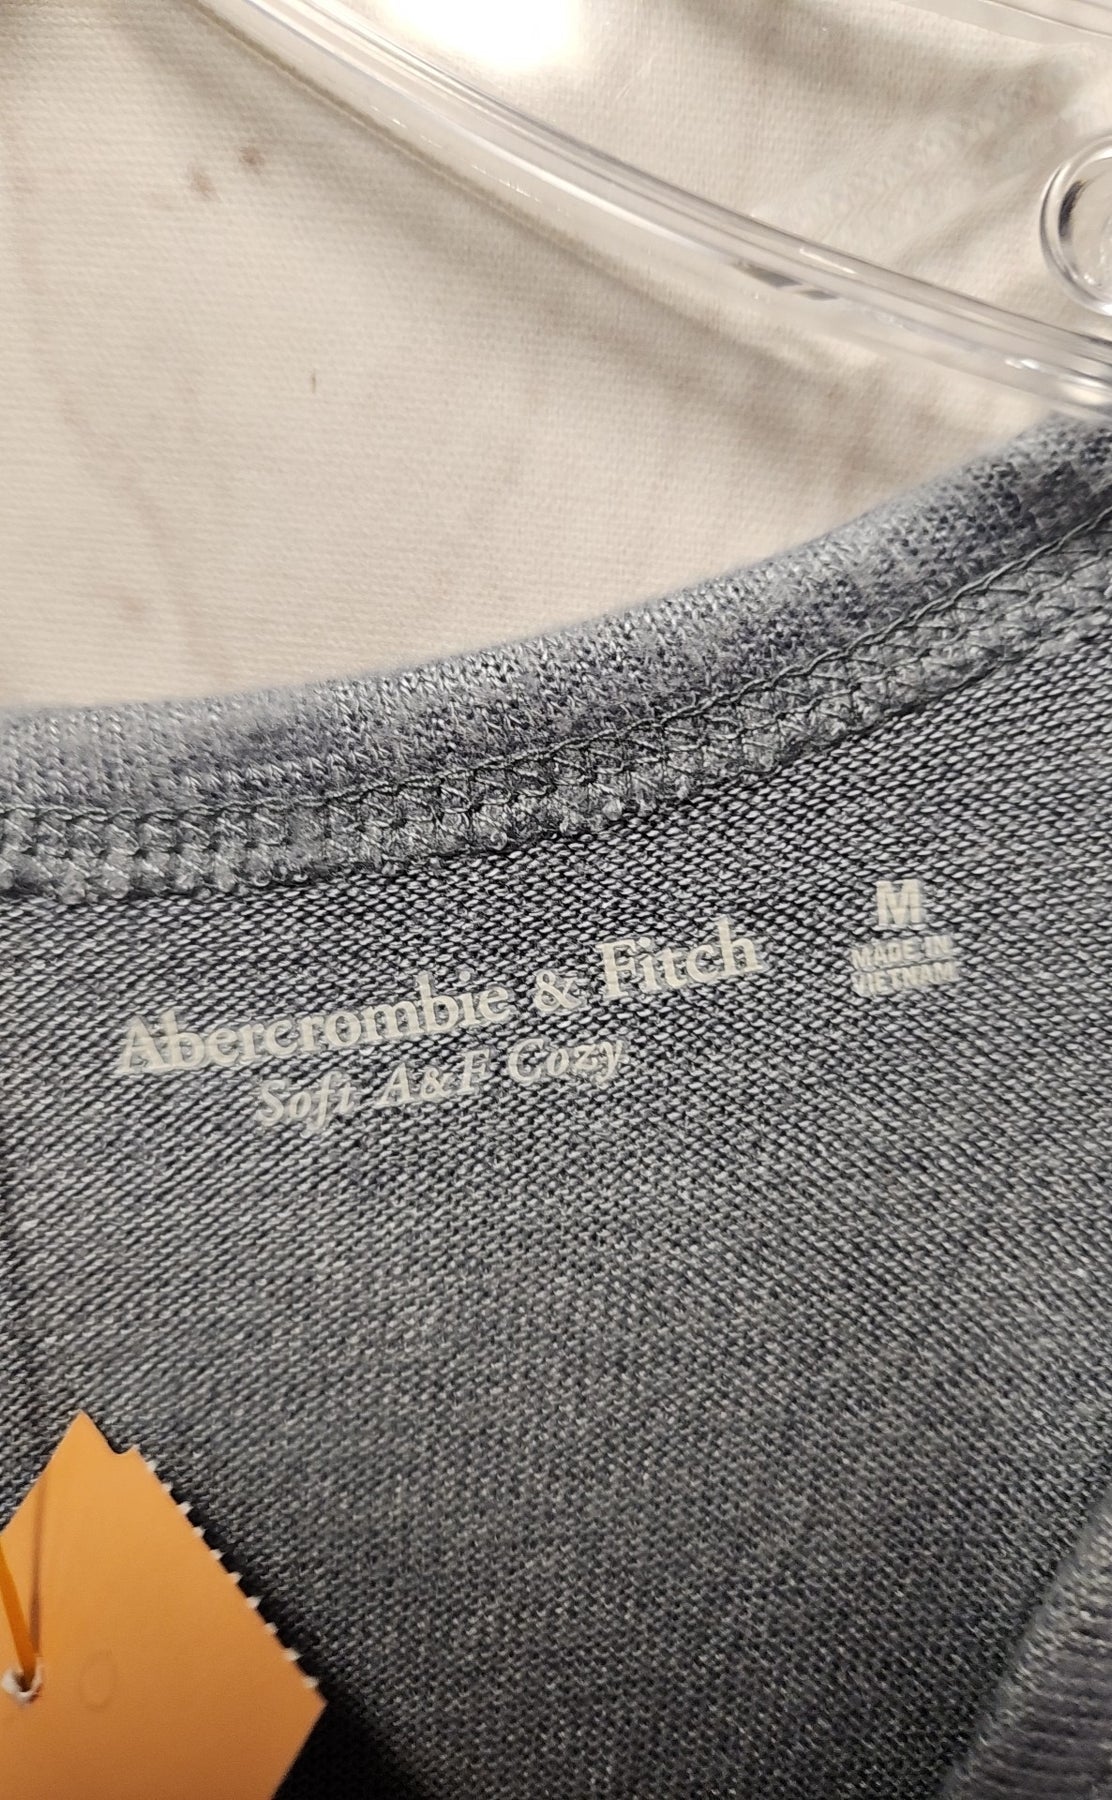 Abercrombie & Fitch
Soft A&F Cozy
M
MADE IN
VIETNAM